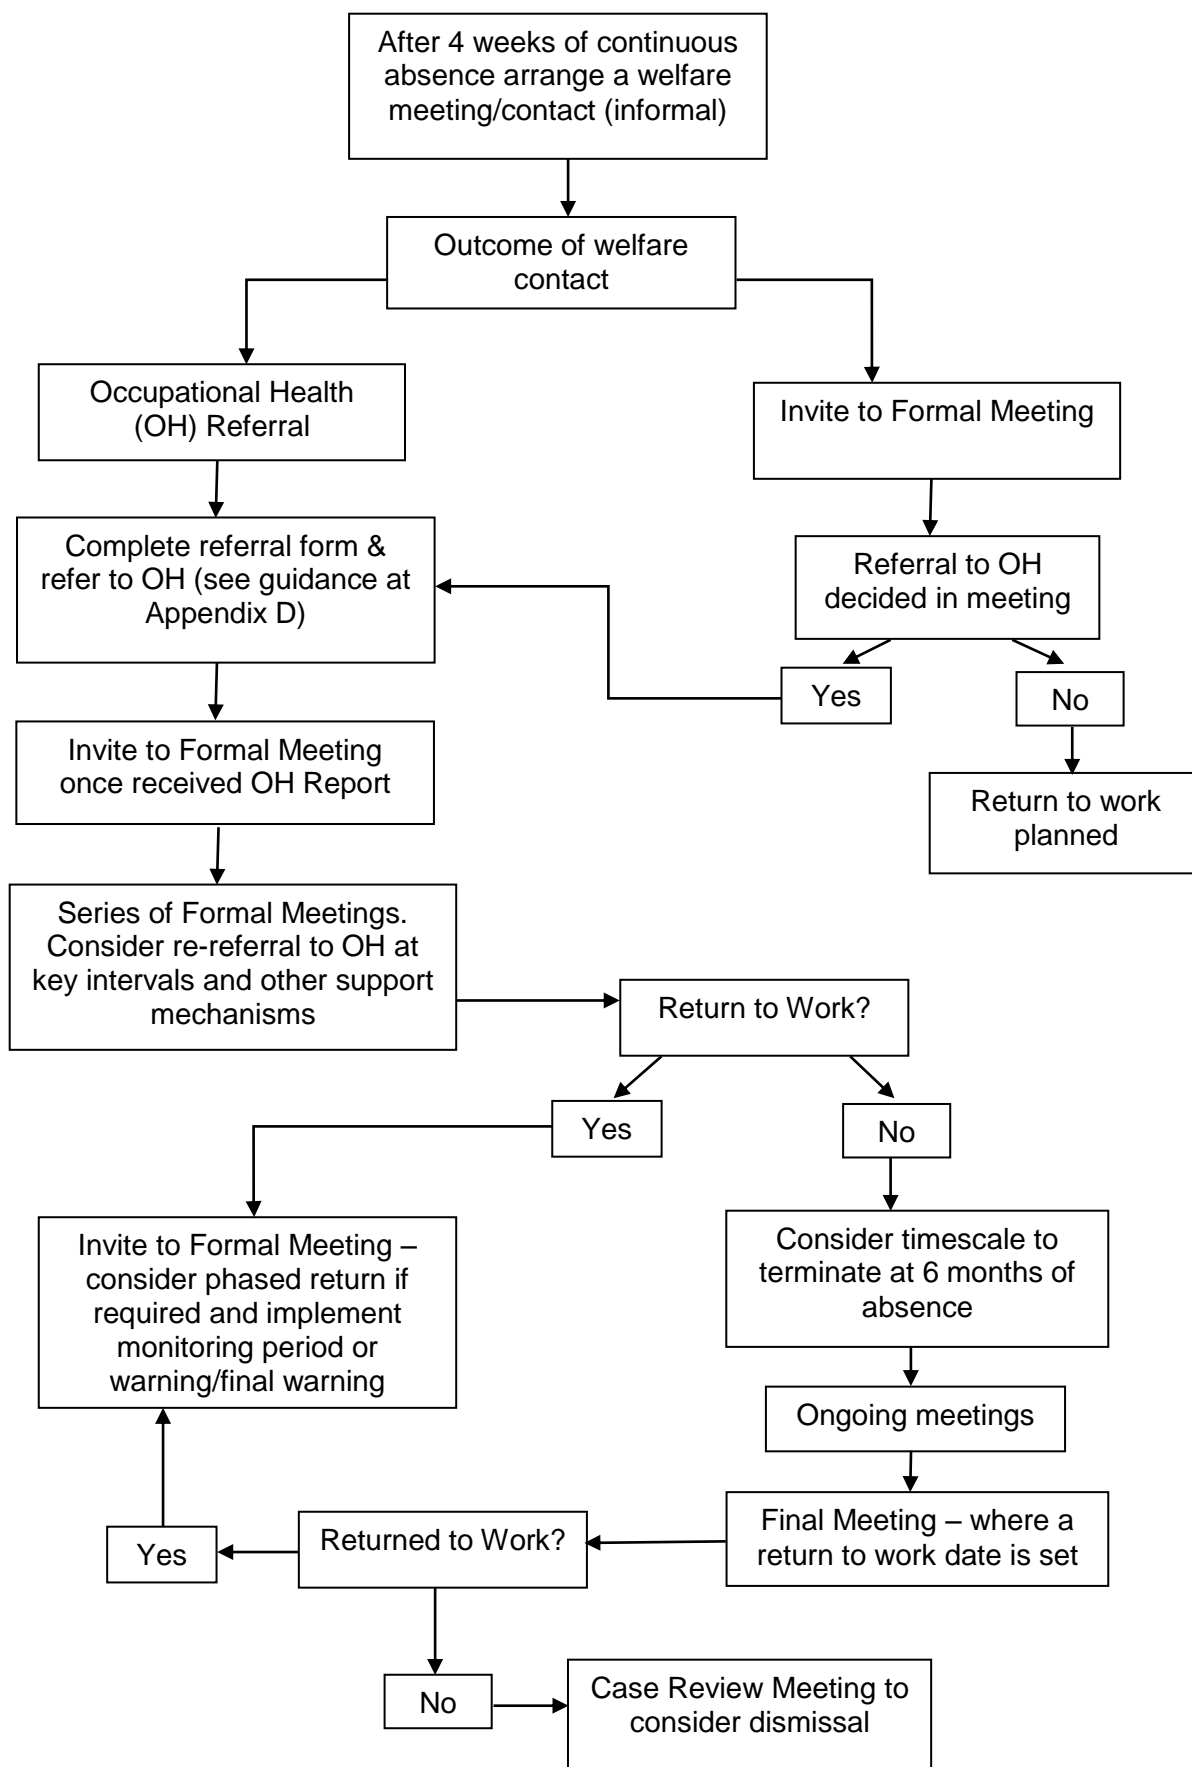 After 4 weeks of continuous
absence arrange a welfare
meeting/contact (informal)
Outcome of welfare
contact
Occupational Health
(OH) Referral
Invite to Formal Meeting
Complete referral form &
refer to OH (see guidance at
Appendix D)
Referral to OH
decided in meeting
Yes
No
Invite to Formal Meeting
once received OH Report
Return to work
planned
Series of Formal Meetings.
Consider re-referral to OH at
key intervals and other support
mechanisms
Return to Work?
Yes
No
Invite to Formal Meeting –
consider phased return if
required and implement
monitoring period or
warning/final warning
Consider timescale to
terminate at 6 months of
absence
Ongoing meetings
Final Meeting – where a
return to work date is set
Returned to Work?
Yes
No
Case Review Meeting to
consider dismissal